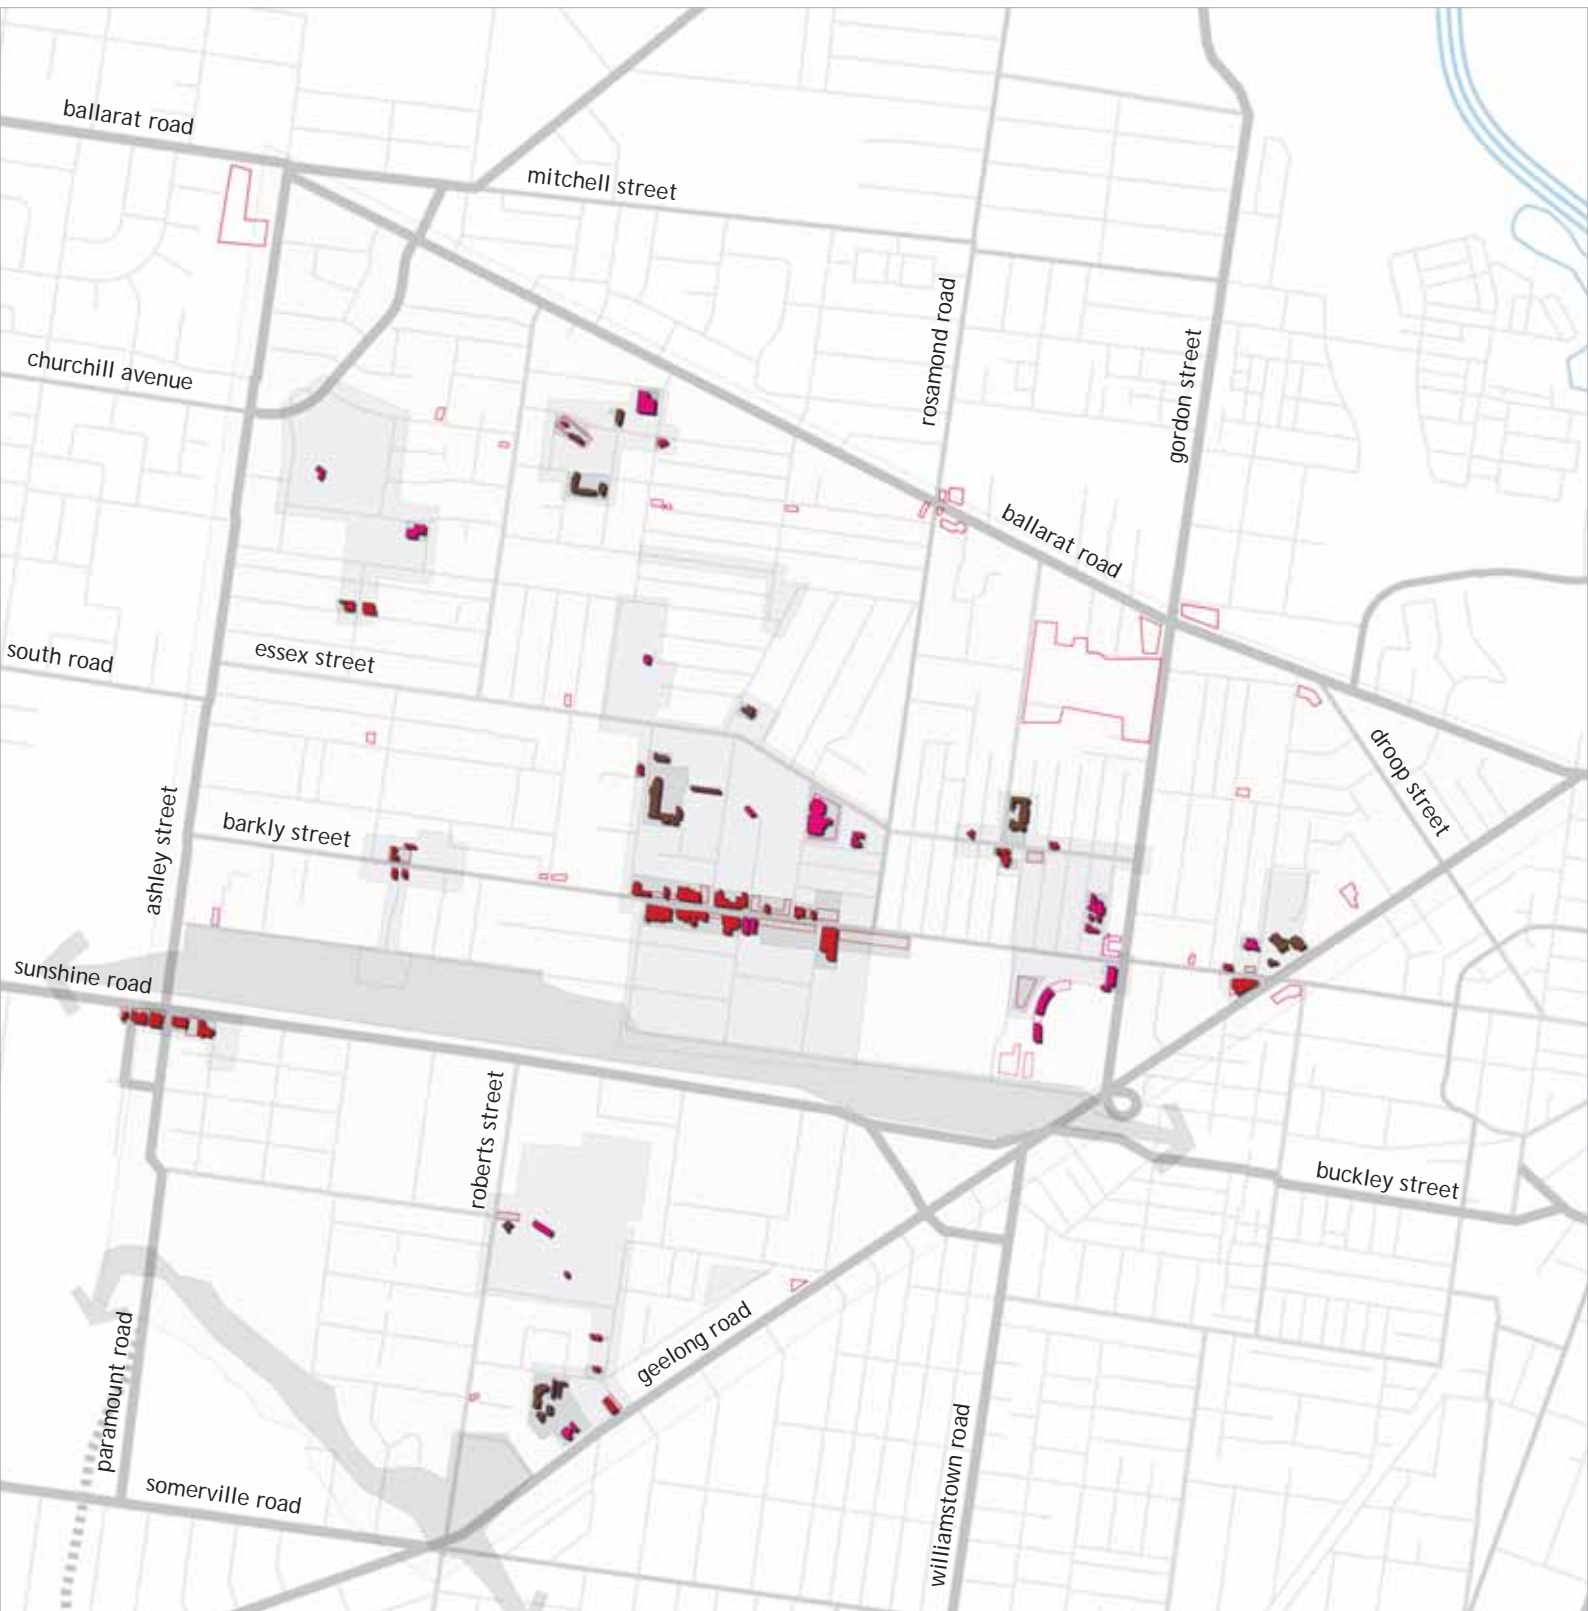 ballarat road
mitchell street
rosamond road
gordon street
churchill avenue
ballarat road
essex street
south road
droop street
ashley street
barkly street
sunshine road
roberts street
buckley street
geelong road
paramount road
williamstown road
somerville road